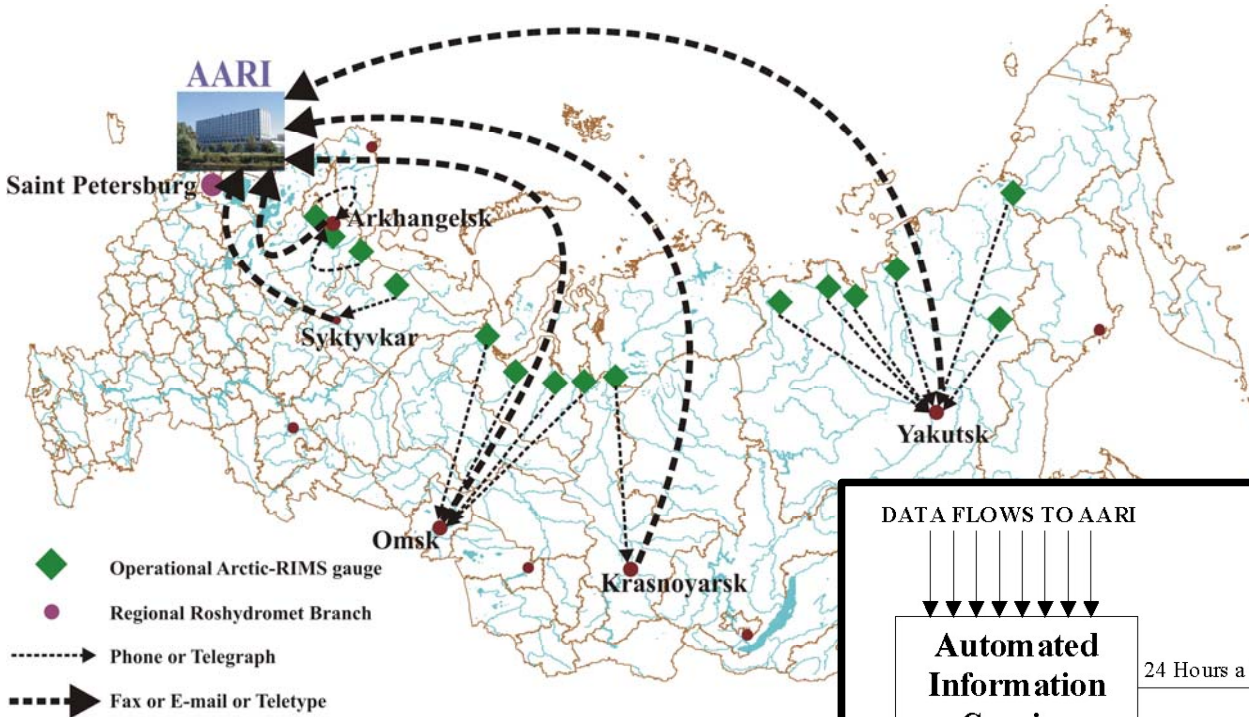 AARI
Saint Petersburg
Arkhangelsk
Syktyvkar
Yakutsk
Omsk
Krasnoyarsk
Operational Arctic-RIMS gauge
Regional Roshydromet Branch
Phone or Telegraph
Fax or E-mail or Teletype
DATA FLOWS TO AARI
Automated
Information
24 Hours a